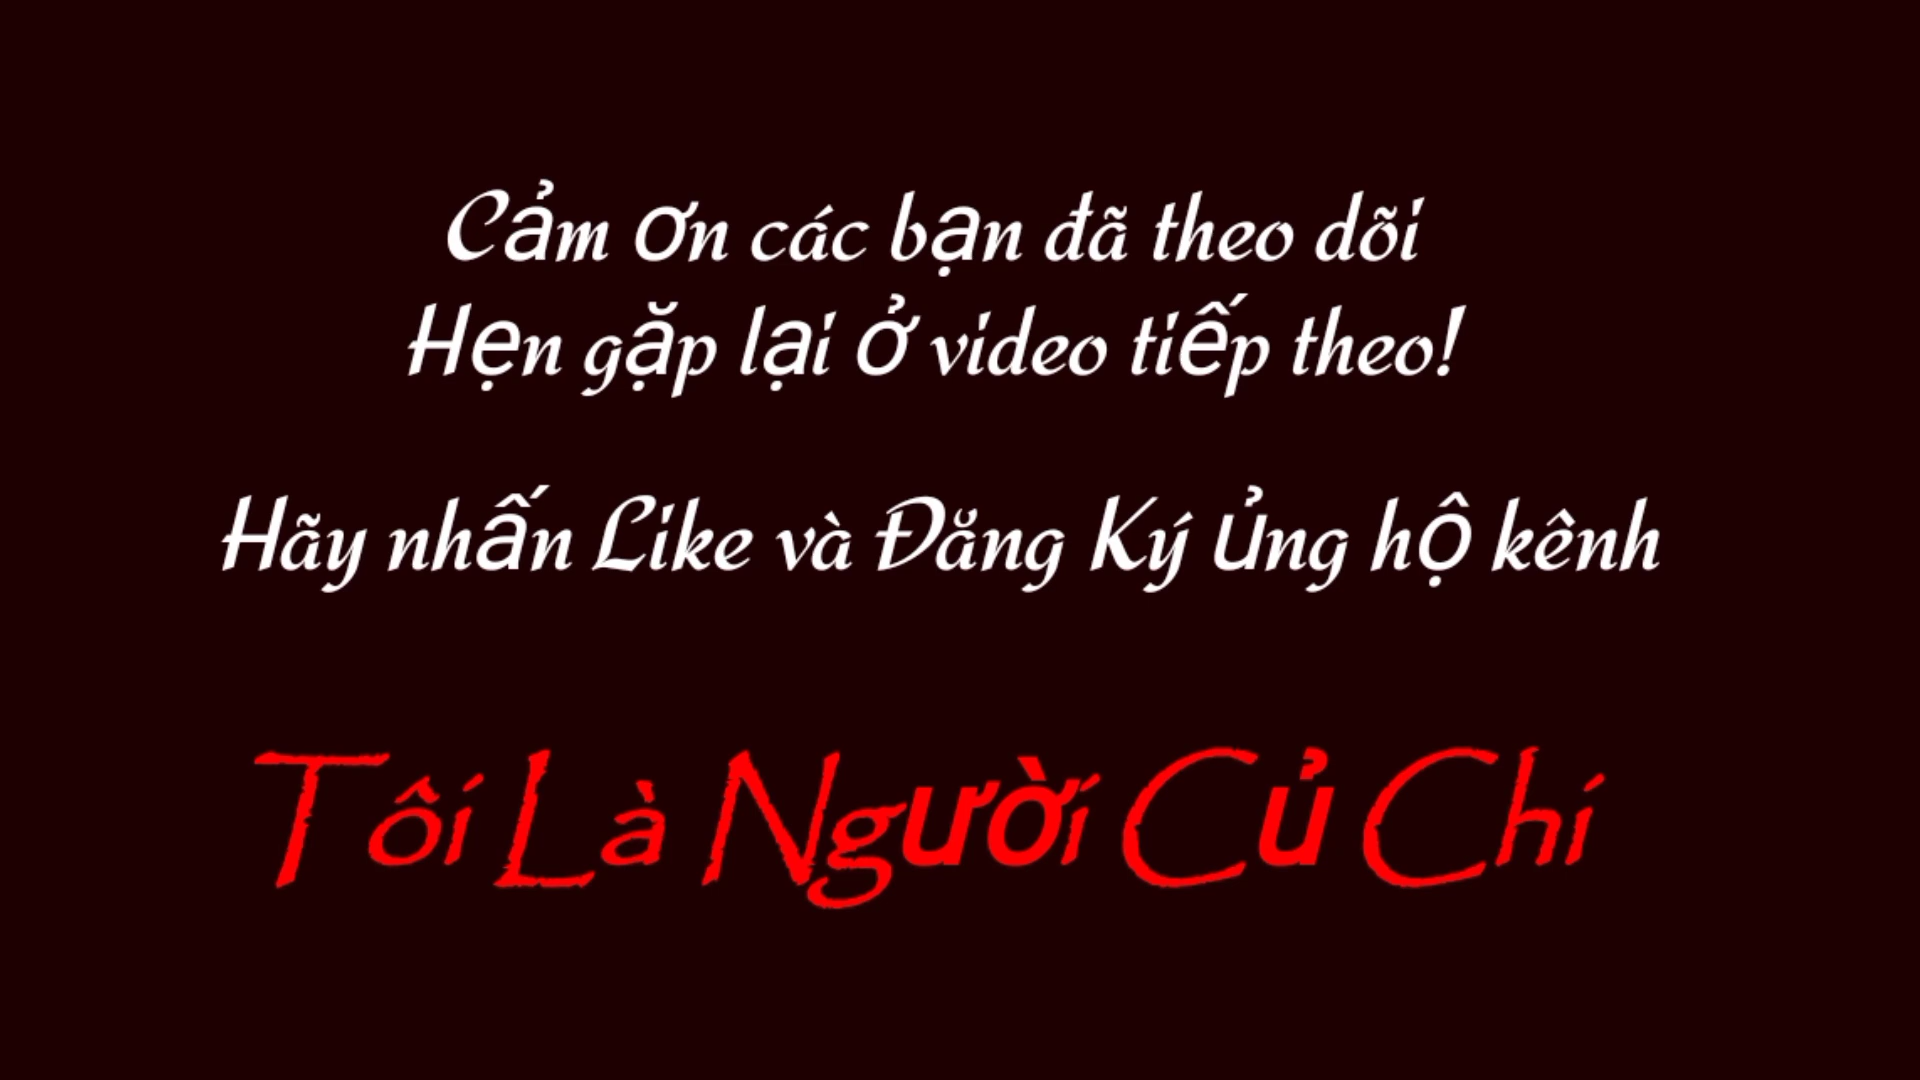 Cảm ơn các bạn đã theo dõi
Hẹn gặp lại ở video tiếp theo!
Hãy nhấn Like và Đăng Ký ủng hộ kênh
Tôi Là Người Củ Chi